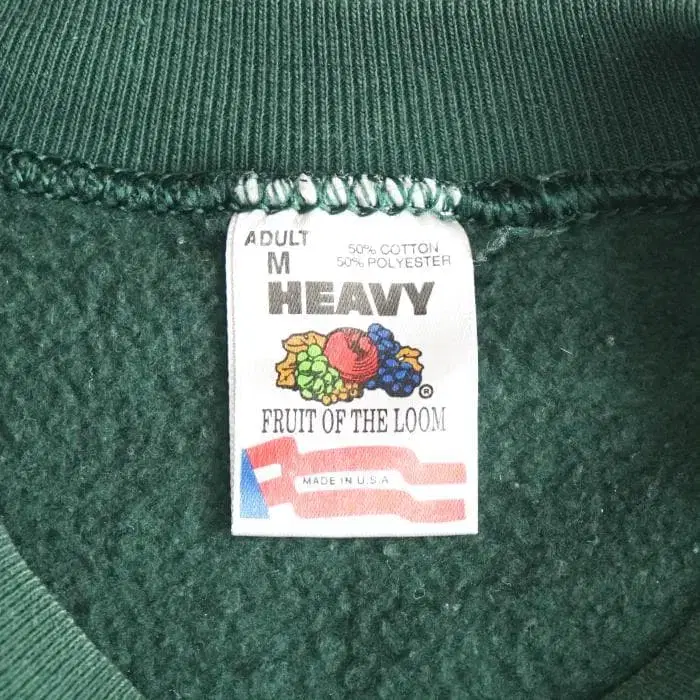 ADULT
M
50% COTTON
50% POLYESTER
HEAVY
®
FRUIT OF THE LOOM
MADE IN U.S.A